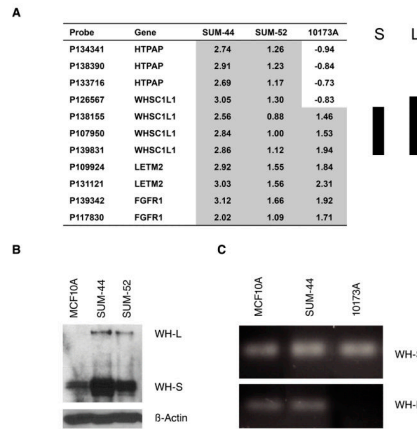 A
Probe Gene SUM-44 SUM-52 10173A S L
P134341 HTPAP 2.74 1.26 -0.94
P138390 HTPAP 2.91 1.23 -0.84
P133716 HTPAP 2.69 1.17 -0.73
P126567 WHSC1L1 3.05 1.30 -0.83
P138155 WHSC1L1 2.56 0.88 1.46
P107950 WHSC1L1 2.84 1.00 1.53
P139831 WHSC1L1 2.86 1.12 1.94
P109924 LETM2 2.92 1.55 1.84
P131121 LETM2 3.03 1.56 2.31
P139342 FGFR1 3.12 1.66 1.92
P117830 FGFR1 2.02 1.09 1.71
B
MCF10A SUM-44 SUM-52
WH-L
WH-S
ß-Actin
C
MCF10A SUM-44 10173A
WH-S
WH-